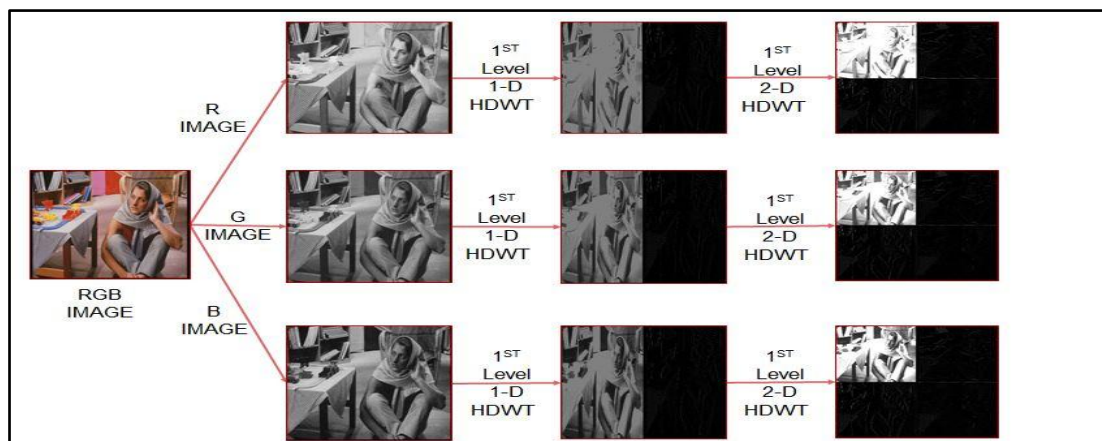 1ST
Level
1-D
HDWT
1ST
Level
2-D
HDWT
R
IMAGE
RGB
IMAGE
G
IMAGE
1ST
Level
1-D
HDWT
1ST
Level
2-D
HDWT
B
IMAGE
1ST
Level
1-D
HDWT
1ST
Level
2-D
HDWT